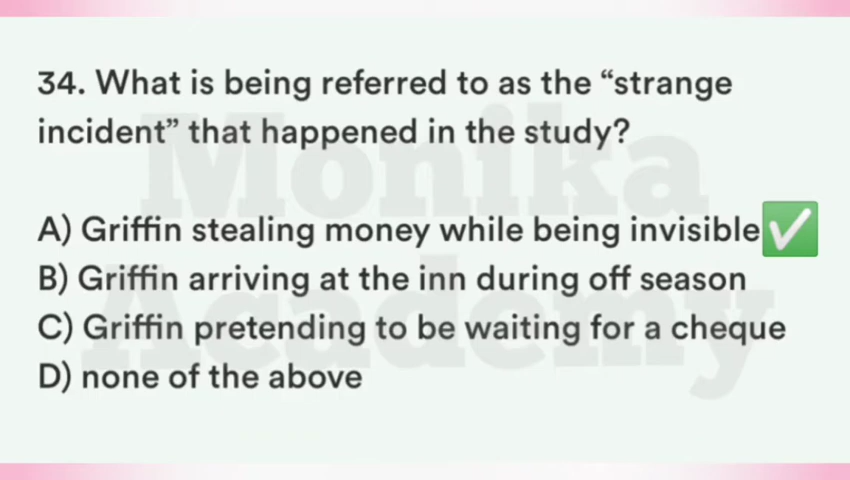 34. What is being referred to as the “strange
incident” that happened in the study?
Monika
A) Griffin stealing money while being invisible✅
B) Griffin arriving at the inn during off season
C) Griffin pretending to be waiting for a cheque
Academy
D) none of the above